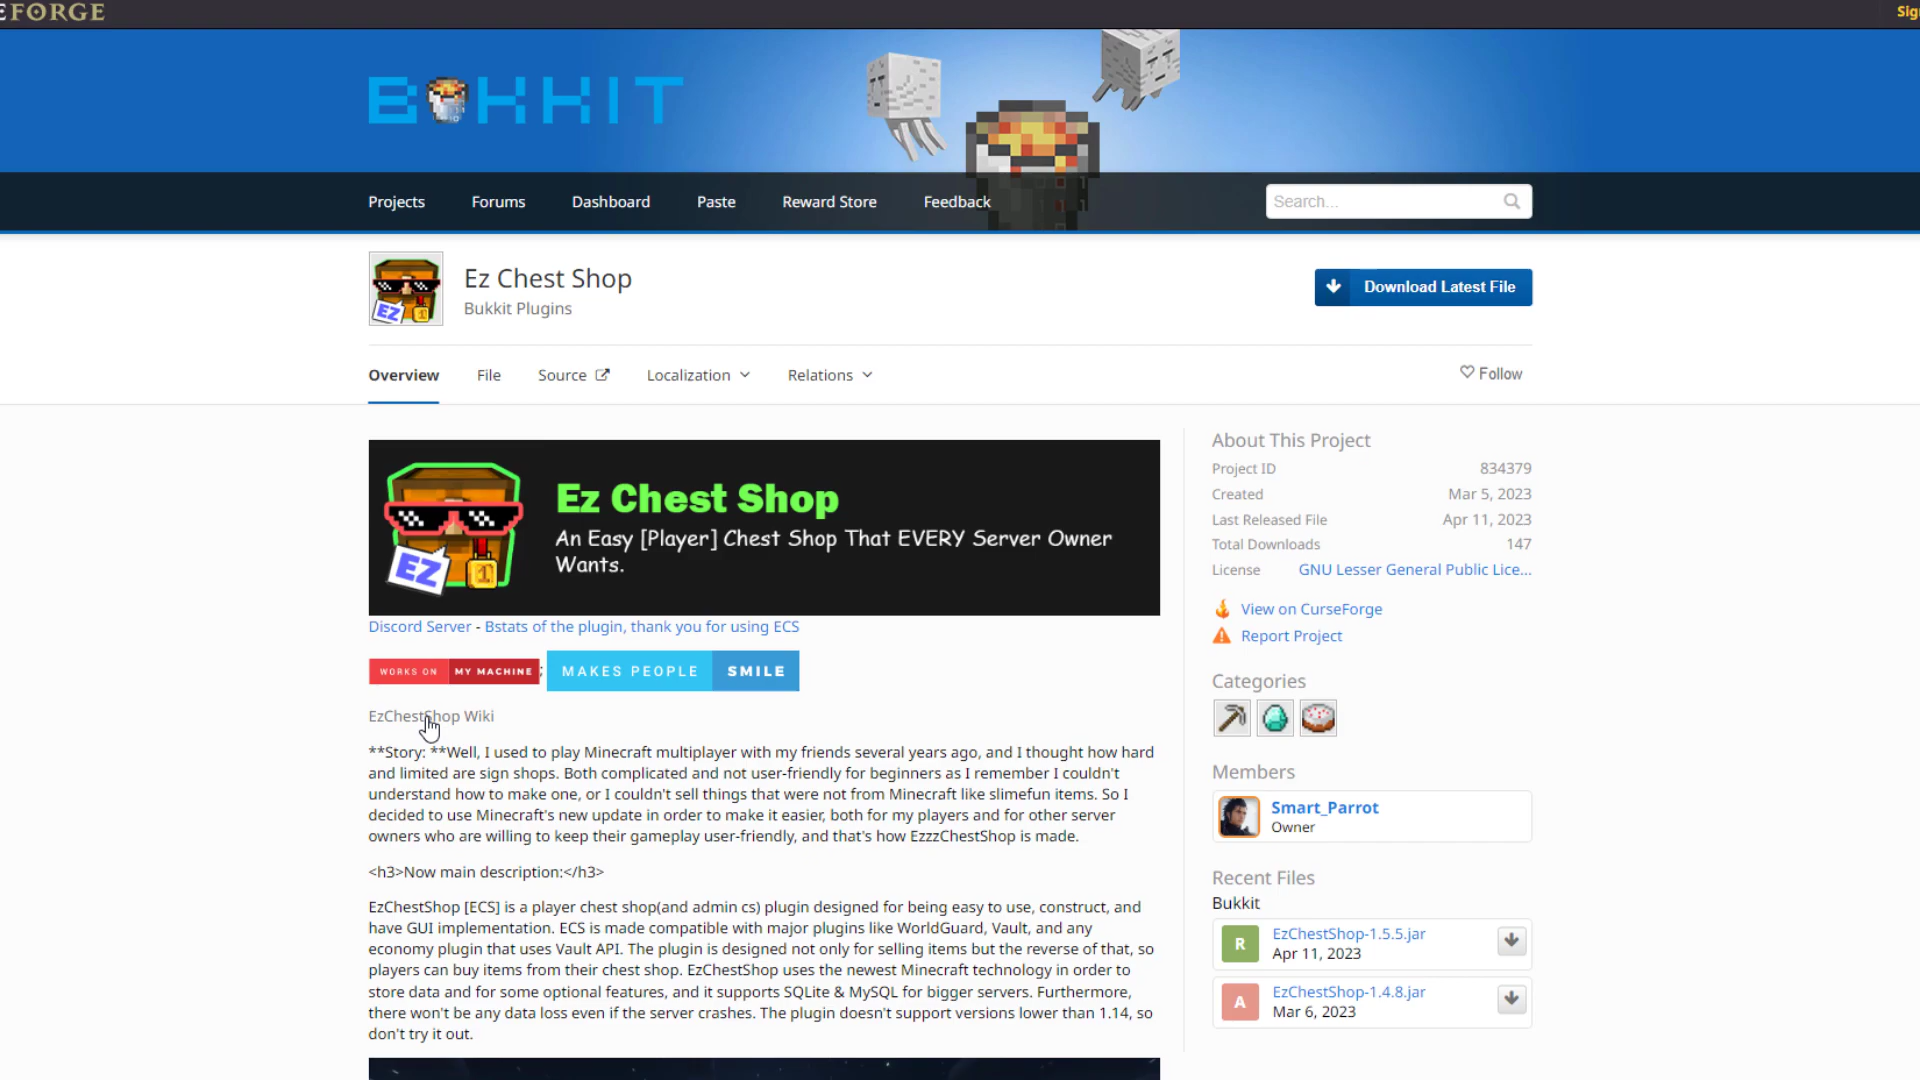 EFORGE
Sig
BUKKIT
Projects
Forums
Dashboard
Paste
Reward Store
Feedback
Search...
Ez Chest Shop
Bukkit Plugins
Download Latest File
Overview
File
Source
Localization
Relations
Follow
EZ
Ez Chest Shop
An Easy [Player] Chest Shop That EVERY Server Owner
Wants.
Discord Server - Bstats of the plugin, thank you for using ECS
WORKS ON MY MACHINE; MAKES PEOPLE SMILE
EzChestShop Wiki
**Story: **Well, I used to play Minecraft multiplayer with my friends several years ago, and I thought how hard
and limited are sign shops. Both complicated and not user-friendly for beginners as I remember I couldn't
understand how to make one, or I couldn't sell things that were not from Minecraft like slimefun items. So I
decided to use Minecraft's new update in order to make it easier, both for my players and for other server
owners who are willing to keep their gameplay user-friendly, and that's how EzzzChestShop is made.
<h3>Now main description:</h3>
EzChestShop [ECS] is a player chest shop(and admin cs) plugin designed for being easy to use, construct, and
have GUI implementation. ECS is made compatible with major plugins like WorldGuard, Vault, and any
economy plugin that uses Vault API. The plugin is designed not only for selling items but the reverse of that, so
players can buy items from their chest shop. EzChestShop uses the newest Minecraft technology in order to
store data and for some optional features, and it supports SQLite & MySQL for bigger servers. Furthermore,
there won't be any data loss even if the server crashes. The plugin doesn't support versions lower than 1.14, so
don't try it out.
About This Project
Project ID 834379
Created Mar 5, 2023
Last Released File Apr 11, 2023
Total Downloads 147
License GNU Lesser General Public Lice...
View on CurseForge
Report Project
Categories
Members
Smart_Parrot
Owner
Recent Files
Bukkit
R
EzChestShop-1.5.5.jar
Apr 11, 2023
A
EzChestShop-1.4.8.jar
Mar 6, 2023